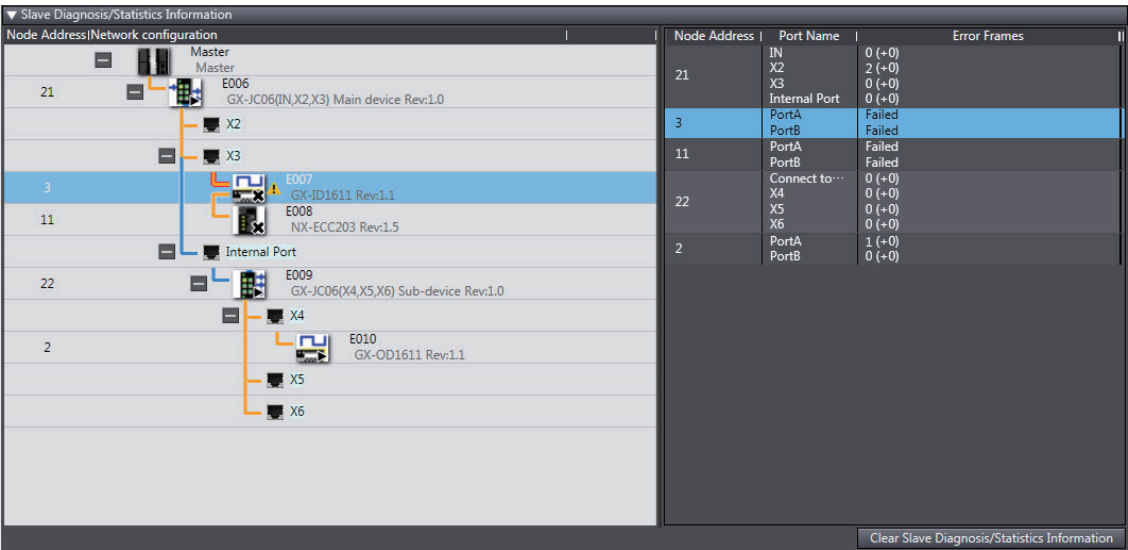 ▼ Slave Diagnosis/Statistics Information
Node Address|Network configuration
Master
Master
21
E006
GX-JC06(IN,X2,X3) Main device Rev:1.0
X2
X3
3
E007
GX-ID1611 Rev:1.1
11
E008
NX-ECC203 Rev:1.5
Internal Port
22
E009
GX-JC06(X4,X5,X6) Sub-device Rev:1.0
X4
2
E010
GX-OD1611 Rev:1.1
X5
X6
Node Address | Port Name | Error Frames
21
IN 0 (+0)
X2 2 (+0)
X3 0 (+0)
Internal Port 0 (+0)
3
PortA Failed
PortB Failed
11
PortA Failed
PortB Failed
22
Connect to··· 0 (+0)
X4 0 (+0)
X5 0 (+0)
X6 0 (+0)
2
PortA 1 (+0)
PortB 0 (+0)
Clear Slave Diagnosis/Statistics Information